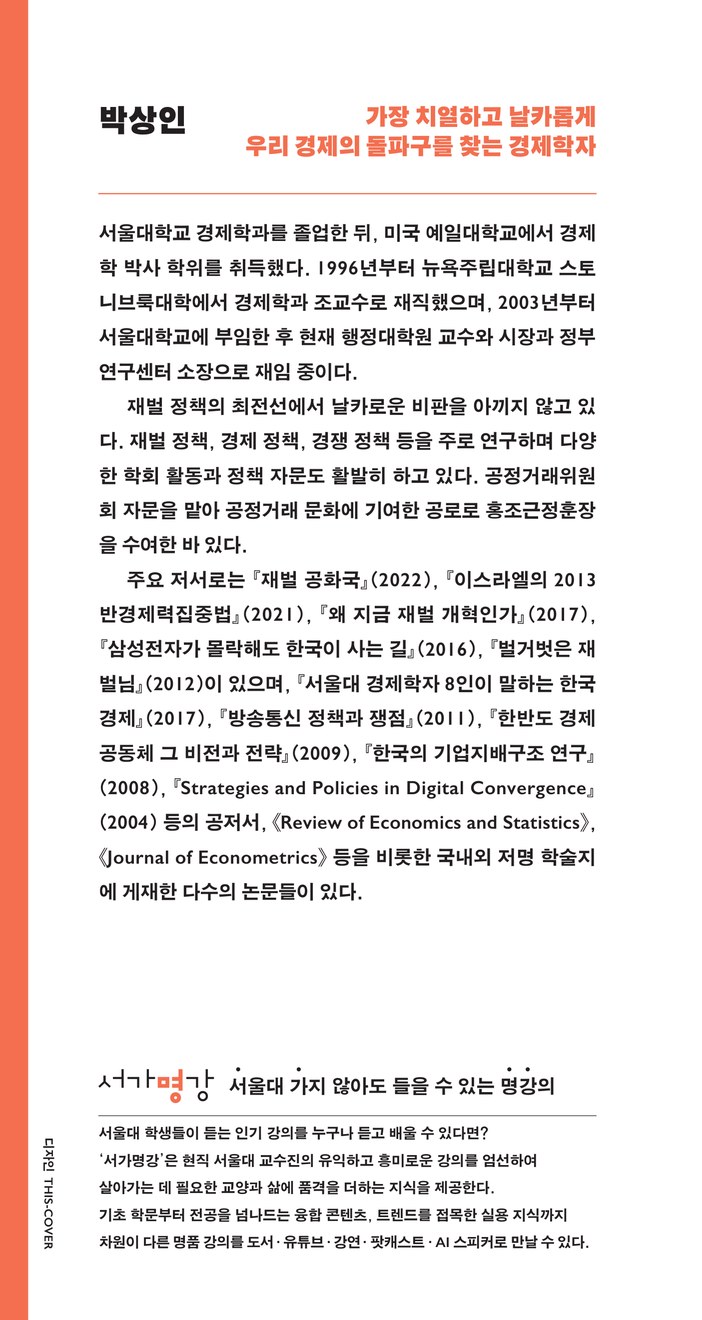 박상인
가장 치열하고 날카롭게
우리 경제의 돌파구를 찾는 경제학자
서울대학교 경제학과를 졸업한 뒤, 미국 예일대학교에서 경제
학 박사 학위를 취득했다. 1996년부터 뉴욕주립대학교 스토
니브룩대학에서 경제학과 조교수로 재직했으며, 2003년부터
서울대학교에 부임한 후 현재 행정대학원 교수와 시장과 정부
연구센터 소장으로 재임 중이다.
재벌 정책의 최전선에서 날카로운 비판을 아끼지 않고 있
다. 재벌 정책, 경제 정책, 경쟁 정책 등을 주로 연구하며 다양
한 학회 활동과 정책 자문도 활발히 하고 있다. 공정거래위원
회 자문을 맡아 공정거래 문화에 기여한 공로로 홍조근정훈장
을 수여한 바 있다.
주요 저서로는 『재벌 공화국』(2022), 『이스라엘의 2013
반경제력집중법』(2021), 『왜 지금 재벌 개혁인가』(2017),
『삼성전자가 몰락해도 한국이 사는 길』(2016), 『벌거벗은 재
벌님』(2012)이 있으며, 『서울대 경제학자 8인이 말하는 한국
경제』(2017), 『방송통신 정책과 쟁점』(2011), 『한반도 경제
공동체 그 비전과 전략』(2009), 『한국의 기업지배구조 연구』
(2008), 『Strategies and Policies in Digital Convergence』
(2004) 등의 공저서, 《Review of Economics and Statistics》,
《Journal of Econometrics》 등을 비롯한 국내외 저명 학술지
에 게재한 다수의 논문들이 있다.
서가명강 서울대 가지 않아도 들을 수 있는 명강의
서울대 학생들이 듣는 인기 강의를 누구나 듣고 배울 수 있다면?
‘서가명강’은 현직 서울대 교수진의 유익하고 흥미로운 강의를 엄선하여
살아가는 데 필요한 교양과 삶에 품격을 더하는 지식을 제공한다.
기초 학문부터 전공을 넘나드는 융합 콘텐츠, 트렌드를 접목한 실용 지식까지
차원이 다른 명품 강의를 도서 · 유튜브 · 강연 · 팟캐스트 · AI 스피커로 만날 수 있다.
디자인 THIS-COVER